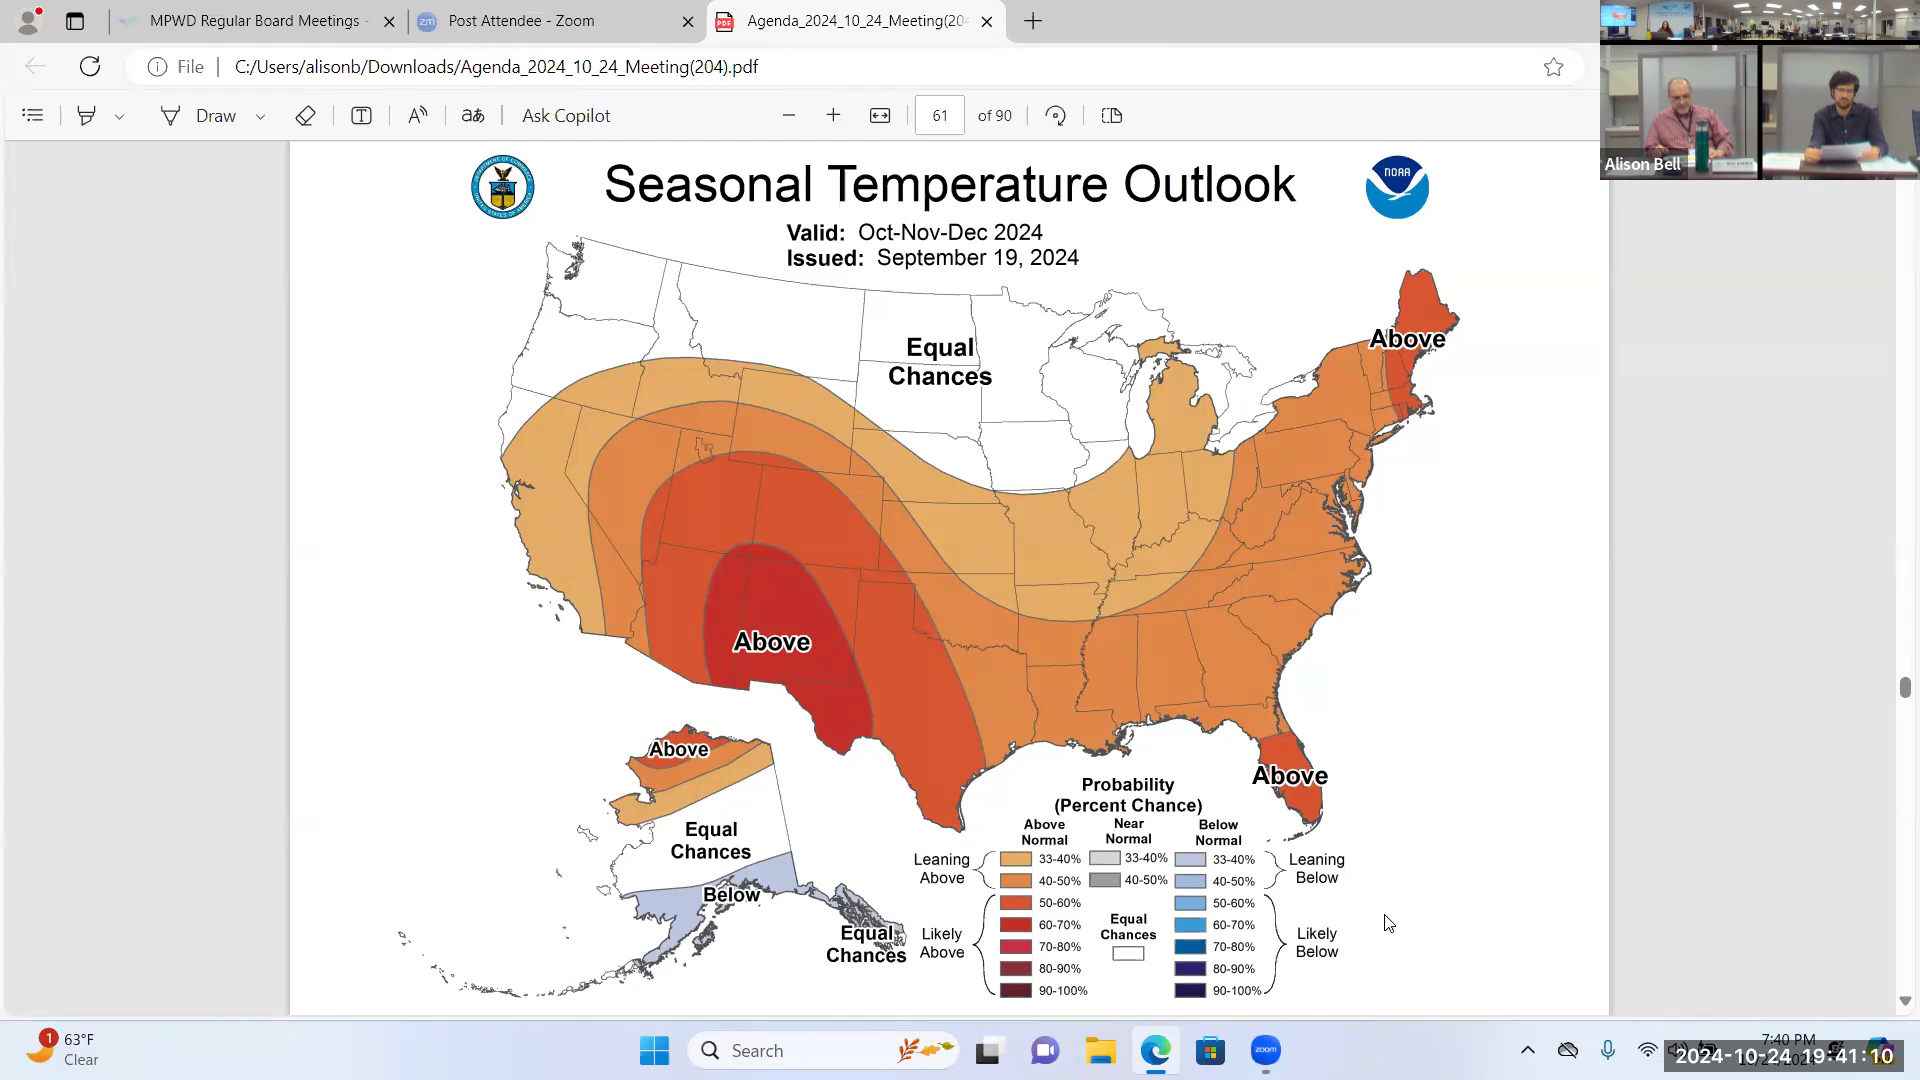 MPWD Regular Board Meetings -
Post Attendee - Zoom
Agenda_2024_10_24_Meeting(204
File
C:/Users/alisonb/Downloads/Agenda_2024_10_24_Meeting(204).pdf
Draw
Ask Copilot
61
of 90
Alison Bell
NOAA
Seasonal Temperature Outlook
Valid: Oct-Nov-Dec 2024
Issued: September 19, 2024
Equal
Chances
Above
Above
Above
Above
Equal
Chances
Below
Equal
Chances
Probability
(Percent Chance)
Above
Normal
Near
Normal
Below
Normal
Leaning
Above
33-40%
33-40%
33-40%
Leaning
Below
40-50%
40-50%
40-50%
50-60%
50-60%
Likely
Above
60-70%
Equal
Chances
60-70%
Likely
Below
70-80%
70-80%
80-90%
80-90%
90-100%
90-100%
1
63°F
Clear
Search
zoom
7:40 PM
2024-10-24 19:41:10